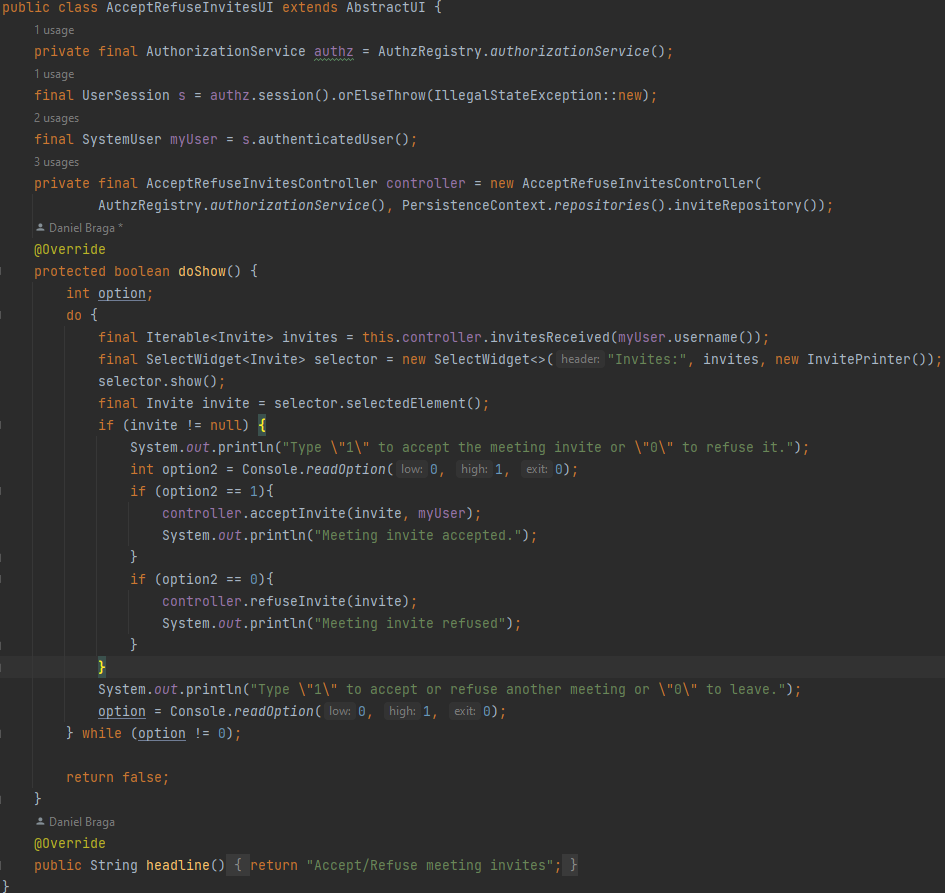 public class AcceptRefuseInvitesUI extends AbstractUI {
1 usage
private final AuthorizationService authz = AuthzRegistry.authorizationService();
1 usage
final UserSession s = authz.session().orElseThrow(IllegalStateException::new);
2 usages
final SystemUser myUser = s.authenticatedUser();
3 usages
private final AcceptRefuseInvitesController controller = new AcceptRefuseInvitesController(
AuthzRegistry.authorizationService(), PersistenceContext.repositories().inviteRepository());
Daniel Braga *
@Override
protected boolean doShow() {
int option;
do {
final Iterable<Invite> invites = this.controller.invitesReceived(myUser.username());
final SelectWidget<Invite> selector = new SelectWidget<>( header: "Invites:", invites, new InvitePrinter());
selector.show();
final Invite invite = selector.selectedElement();
if (invite != null) {
System.out.println("Type \"1\" to accept the meeting invite or \"0\" to refuse it.");
int option2 = Console.readOption( low: 0, high: 1, exit: 0);
if (option2 == 1){
controller.acceptInvite(invite, myUser);
System.out.println("Meeting invite accepted.");
}
if (option2 == 0){
controller.refuseInvite(invite);
System.out.println("Meeting invite refused");
}
}
System.out.println("Type \"1\" to accept or refuse another meeting or \"0\" to leave.");
option = Console.readOption( low: 0, high: 1, exit: 0);
} while (option != 0);
return false;
}
Daniel Braga
@Override
public String headline() { return "Accept/Refuse meeting invites"; }
}